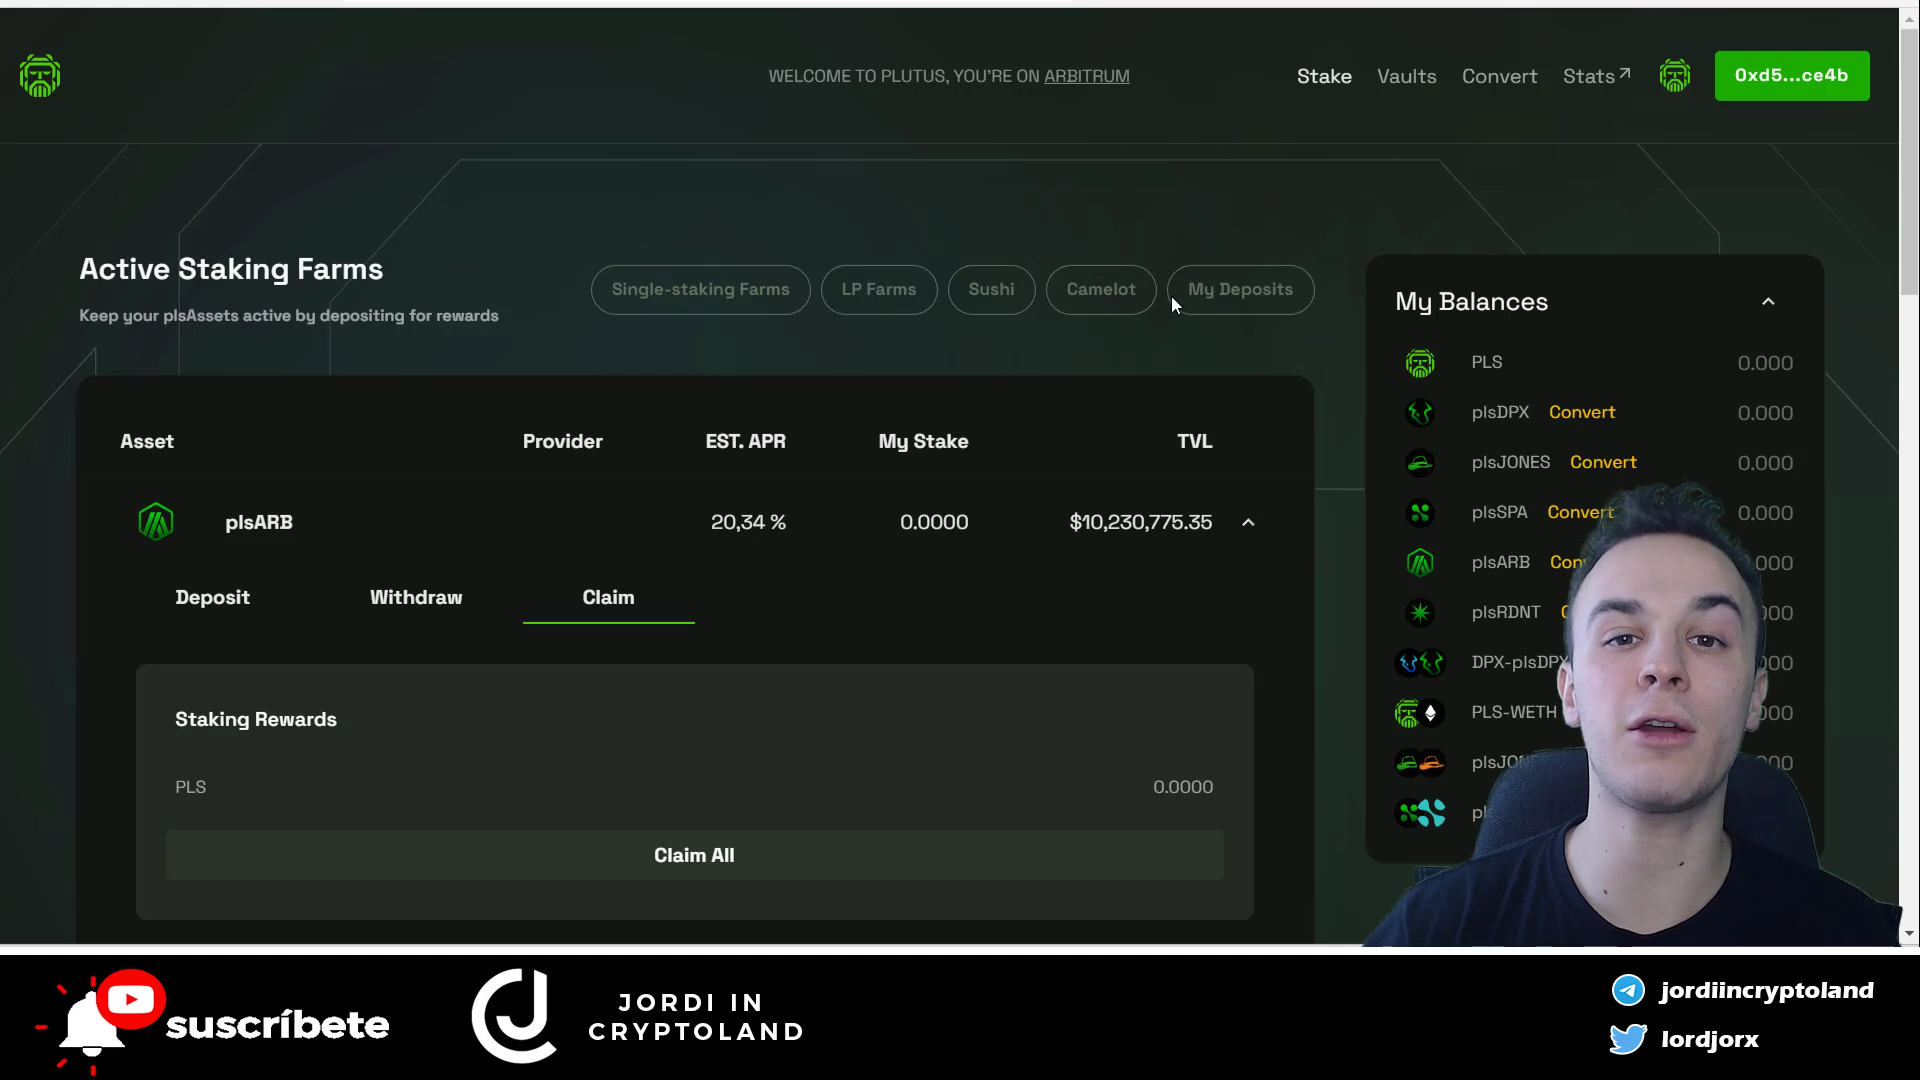 WELCOME TO PLUTUS, YOU'RE ON ARBITRUM
Stake
Vaults
Convert
Stats
0xd5...ce4b
Active Staking Farms
Keep your plsAssets active by depositing for rewards
Single-staking Farms
LP Farms
Sushi
Camelot
My Deposits
Asset
Provider
EST. APR
My Stake
TVL
plsARB
20,34 %
0.0000
$10,230,775.35
Deposit
Withdraw
Claim
Staking Rewards
PLS
0.0000
Claim All
My Balances
PLS
0.000
plsDPX Convert
0.000
plsJONES Convert
0.000
plsSPA Convert
0.000
plsARB
plsRDNT
DPX-plsDPX
PLS-WETH
suscríbete
JORDI IN
CRYPTOLAND
jordiincryptoland
lordjorx